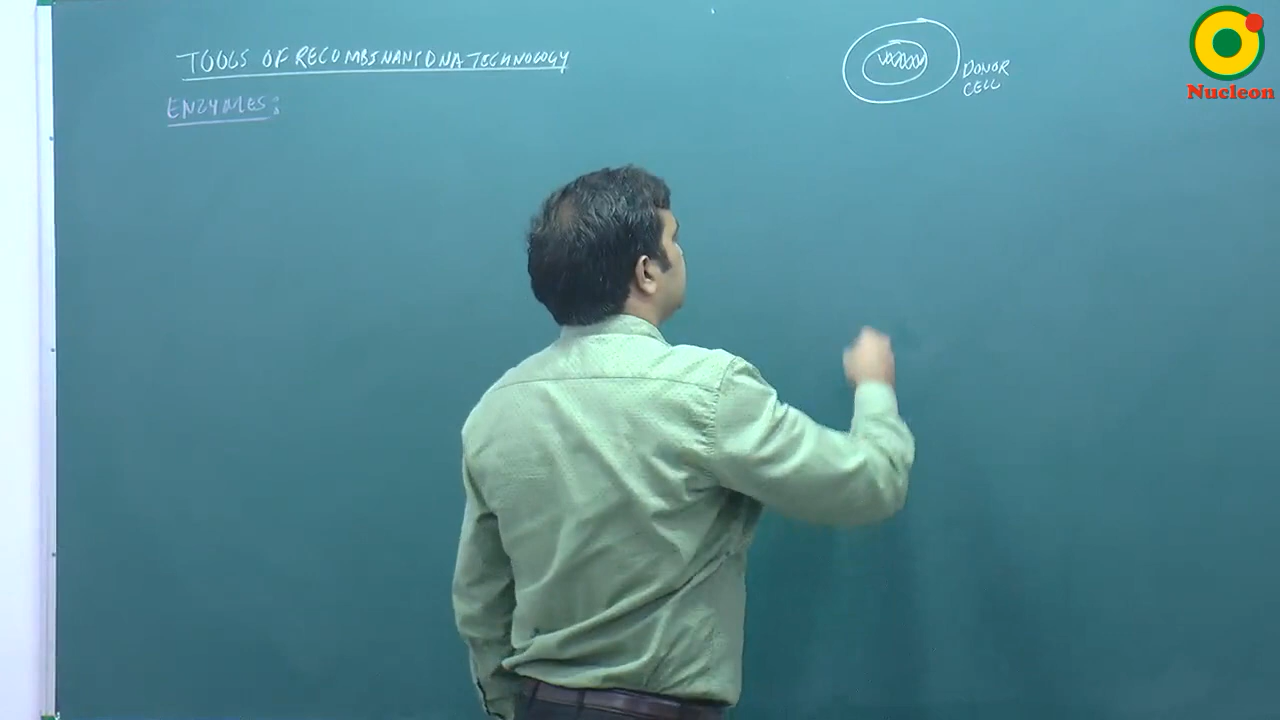 TOOLS OF RECOMBINANT DNA TECHNOLOGY
ENZYMES:
DONOR
CELL
Nucleon